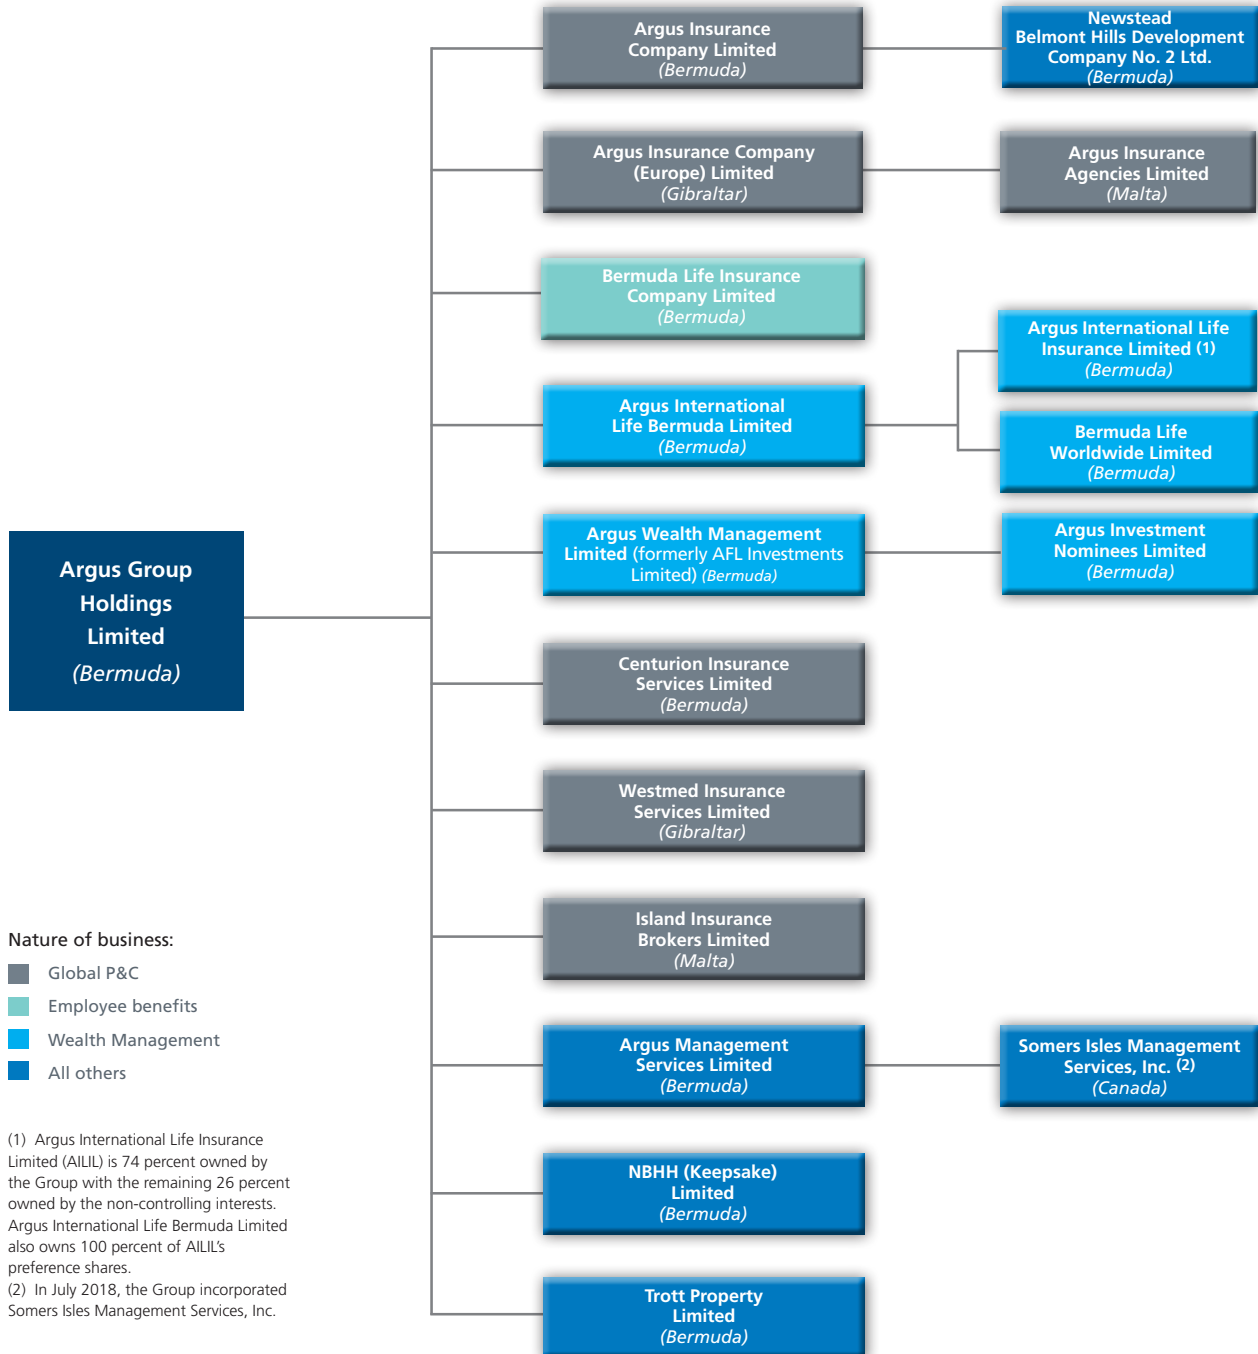 Argus Group
Holdings
Limited
(Bermuda)
Argus Insurance
Company Limited
(Bermuda)
Newstead
Belmont Hills Development
Company No. 2 Ltd.
(Bermuda)
Argus Insurance Company
(Europe) Limited
(Gibraltar)
Argus Insurance
Agencies Limited
(Malta)
Bermuda Life Insurance
Company Limited
(Bermuda)
Argus International
Life Bermuda Limited
(Bermuda)
Argus International Life
Insurance Limited (1)
(Bermuda)
Bermuda Life
Worldwide Limited
(Bermuda)
Argus Wealth Management
Limited (formerly AFL Investments
Limited) (Bermuda)
Argus Investment
Nominees Limited
(Bermuda)
Centurion Insurance
Services Limited
(Bermuda)
Westmed Insurance
Services Limited
(Gibraltar)
Island Insurance
Brokers Limited
(Malta)
Argus Management
Services Limited
(Bermuda)
Somers Isles Management
Services, Inc. (2)
(Canada)
NBHH (Keepsake)
Limited
(Bermuda)
Trott Property
Limited
(Bermuda)
Nature of business:
Global P&C
Employee benefits
Wealth Management
All others
(1) Argus International Life Insurance
Limited (AILIL) is 74 percent owned by
the Group with the remaining 26 percent
owned by the non-controlling interests.
Argus International Life Bermuda Limited
also owns 100 percent of AILIL's
preference shares.
(2) In July 2018, the Group incorporated
Somers Isles Management Services, Inc.